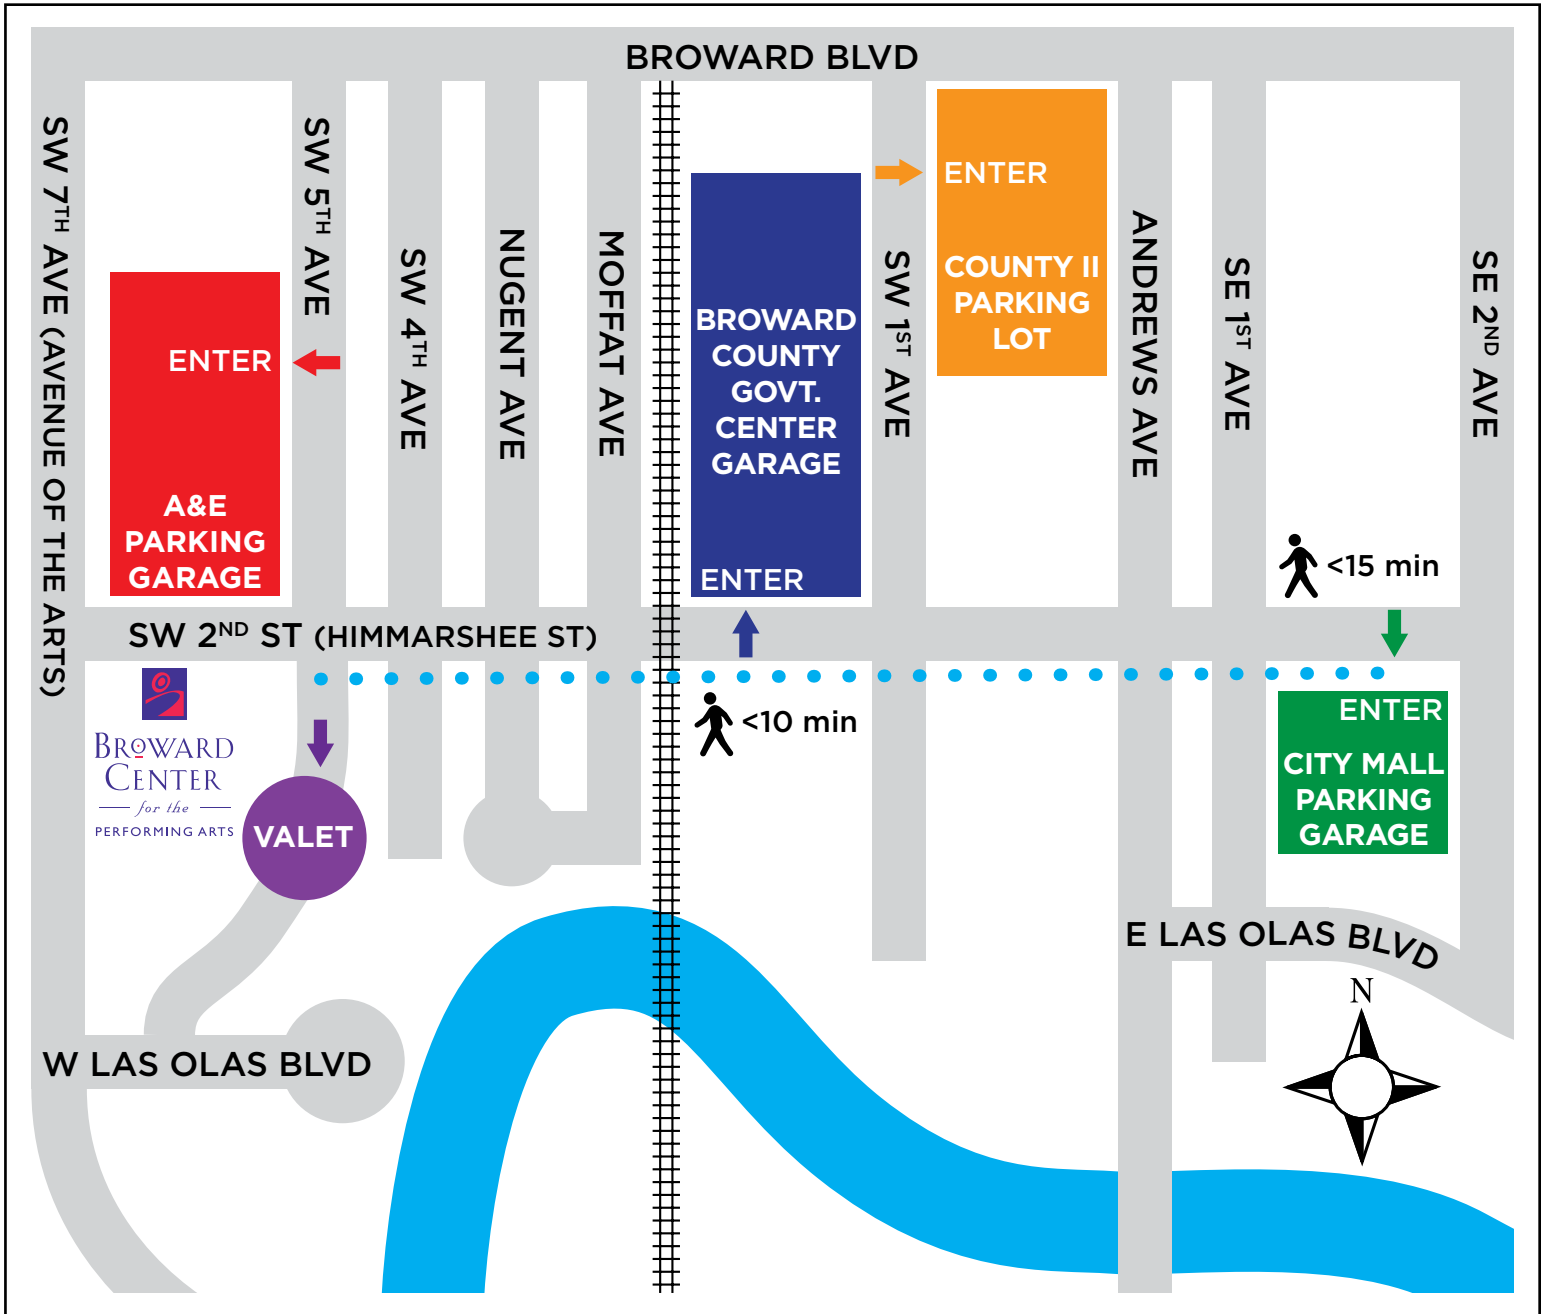 BROWARD BLVD
SW 7TH AVE (AVENUE OF THE ARTS)
SW 5TH AVE
SW 4TH AVE
NUGENT AVE
MOFFAT AVE
SW 1ST AVE
ANDREWS AVE
SE 1ST AVE
SE 2ND AVE
ENTER
A&E
PARKING
GARAGE
BROWARD
COUNTY
GOVT.
CENTER
GARAGE
ENTER
ENTER
COUNTY II
PARKING
LOT
<15 min
SW 2ND ST (HIMMARSHEE ST)
BROWARD
CENTER
for the
PERFORMING ARTS
VALET
<10 min
ENTER
CITY MALL
PARKING
GARAGE
E LAS OLAS BLVD
N
W LAS OLAS BLVD